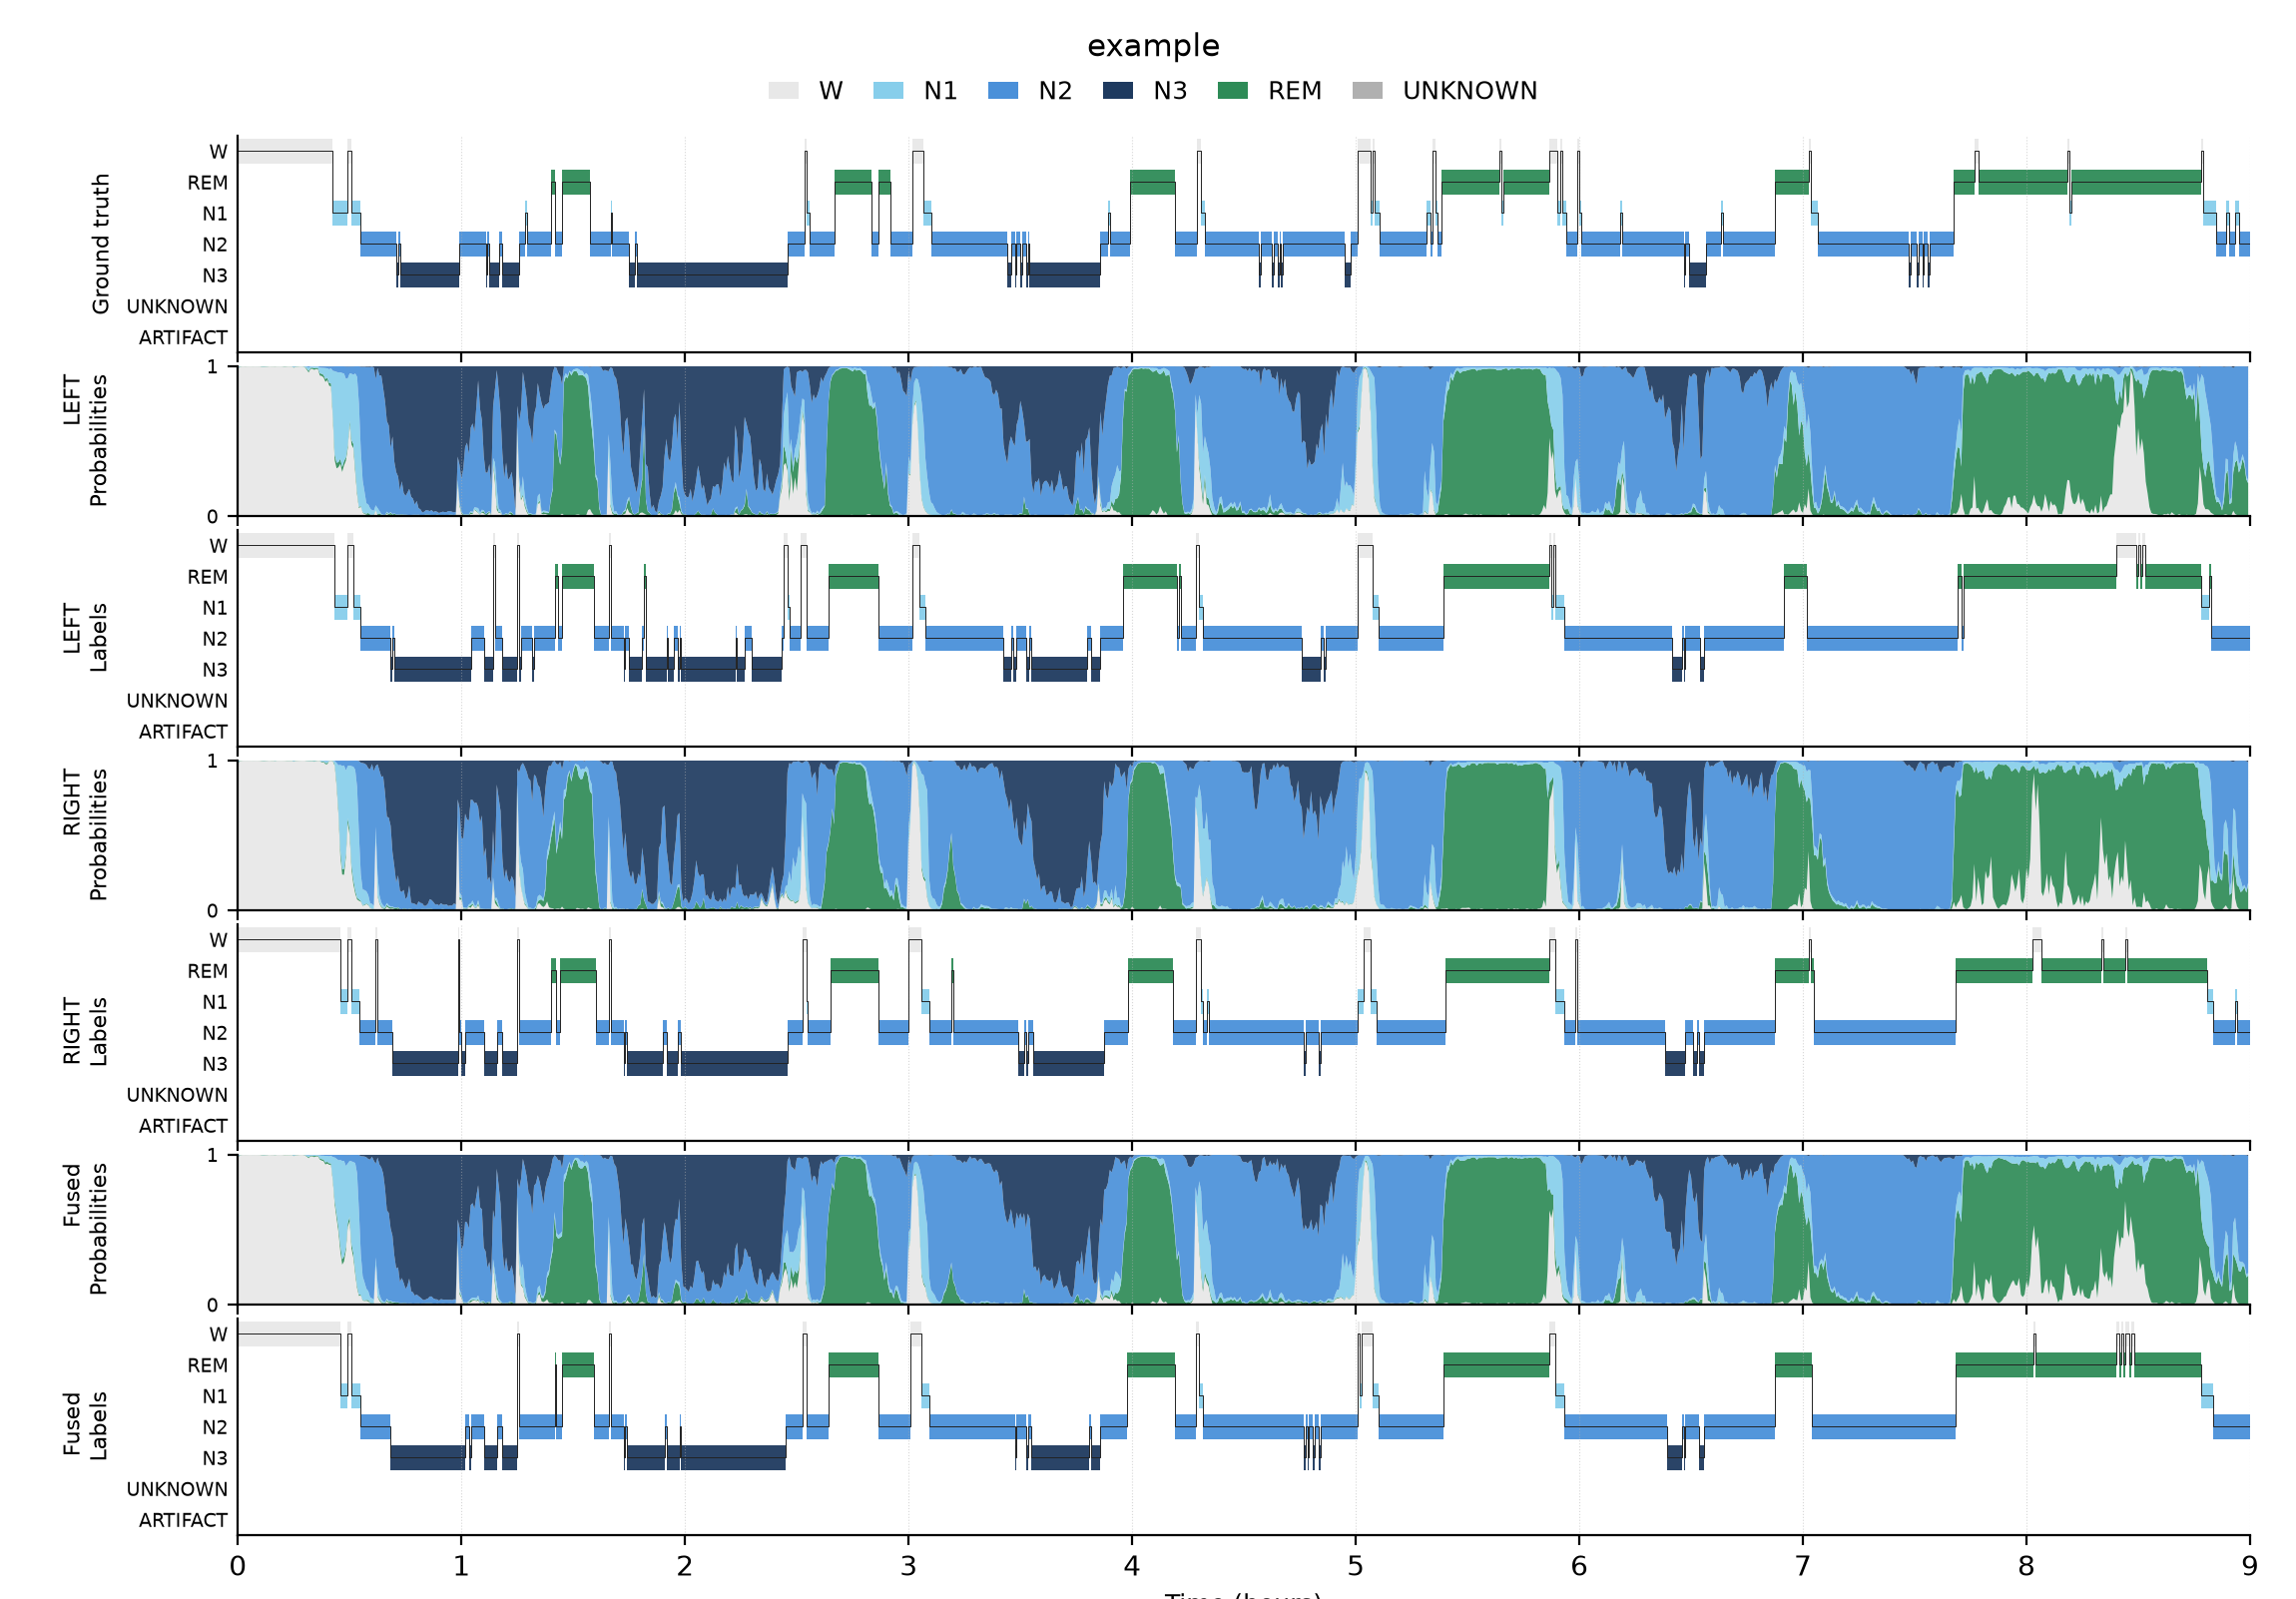 example
W N1 N2 N3 REM UNKNOWN
Ground truth
W
REM
N1
N2
N3
UNKNOWN
ARTIFACT
LEFT
Probabilities
1
0
LEFT
Labels
W
REM
N1
N2
N3
UNKNOWN
ARTIFACT
RIGHT
Probabilities
1
0
RIGHT
Labels
W
REM
N1
N2
N3
UNKNOWN
ARTIFACT
Fused
Probabilities
1
0
Fused
Labels
W
REM
N1
N2
N3
UNKNOWN
ARTIFACT
0 1 2 3 4 5 6 7 8 9
Time (hours)